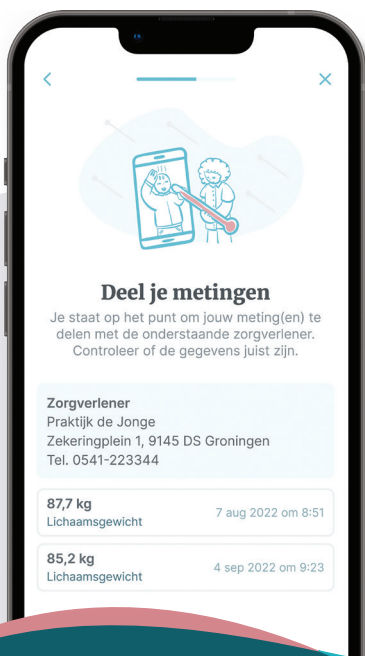 Deel je metingen
Je staat op het punt om jouw meting(en) te
delen met de onderstaande zorgverlener.
Controleer of de gegevens juist zijn.
Zorgverlener
Praktijk de Jonge
Zekeringplein 1, 9145 DS Groningen
Tel. 0541-223344
87,7 kg
Lichaamsgewicht
7 aug 2022 om 8:51
85,2 kg
Lichaamsgewicht
4 sep 2022 om 9:23